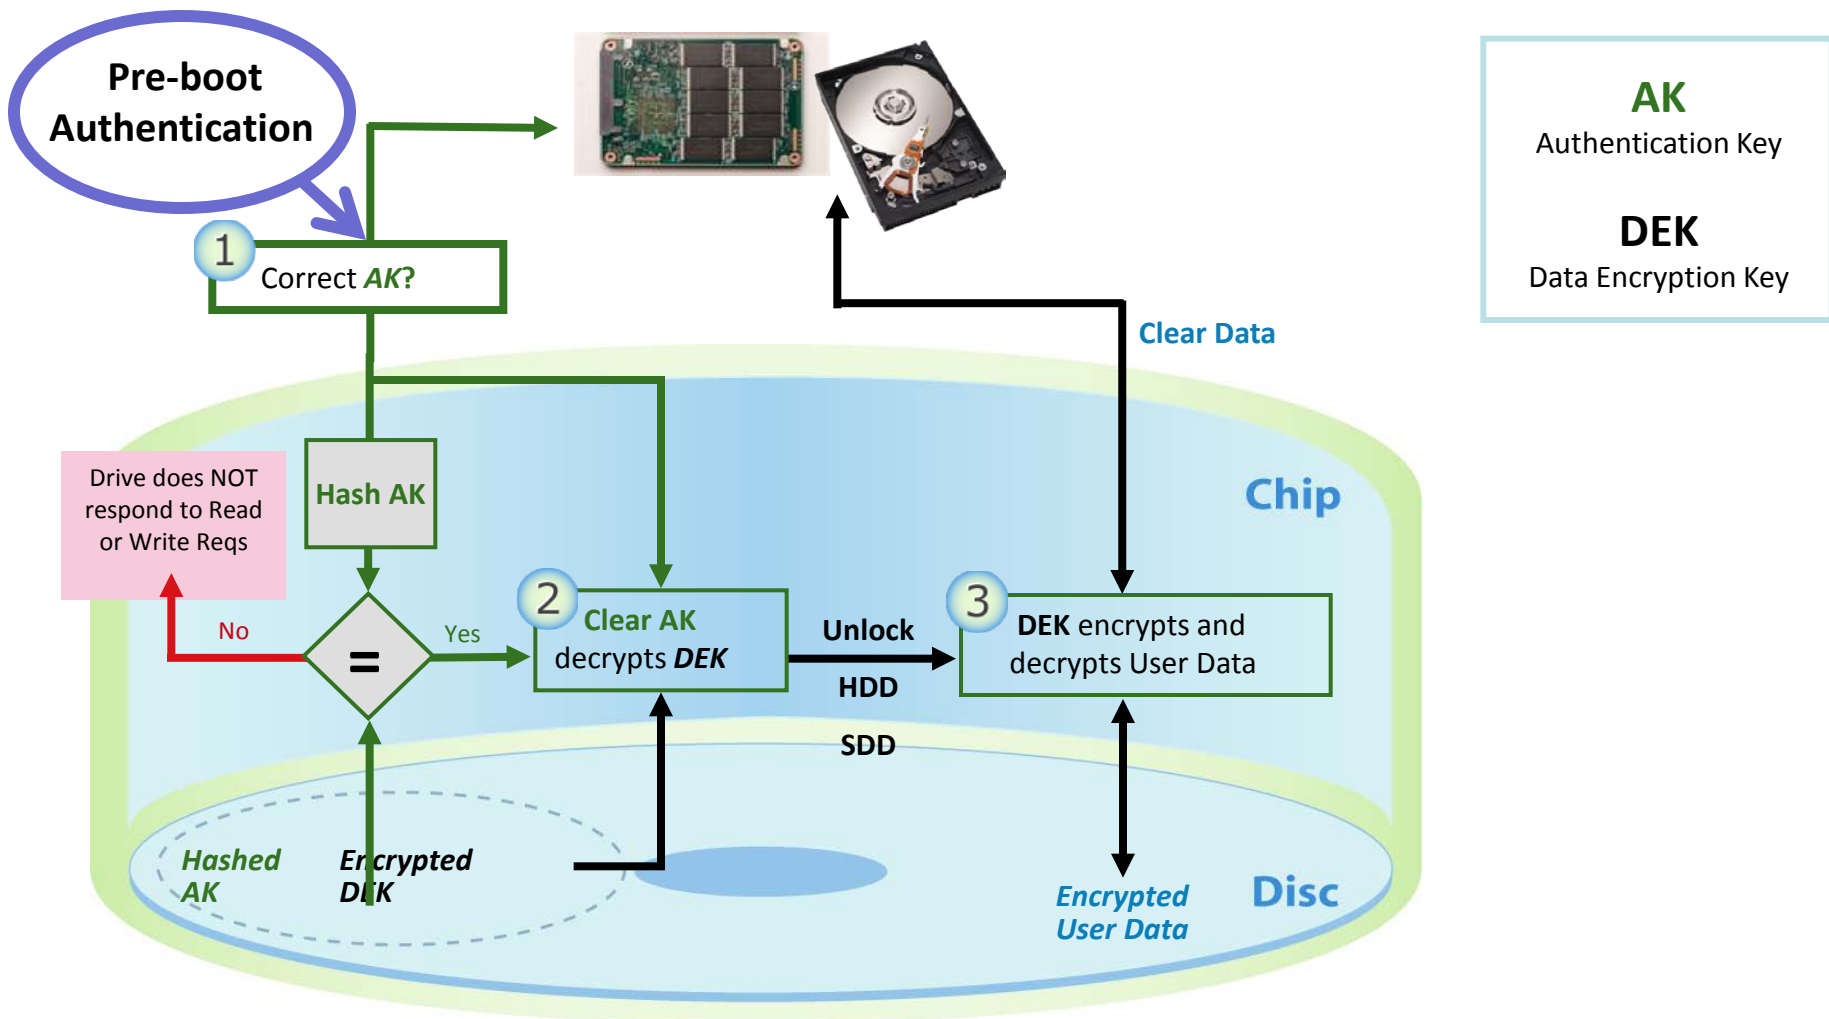 Pre-boot
Authentication
AK
Authentication Key
DEK
Data Encryption Key
1
Correct AK?
Clear Data
Drive does NOT
respond to Read
or Write Reqs
Hash AK
Chip
No
=
Yes
2
Clear AK
decrypts DEK
Unlock
HDD
SDD
3
DEK encrypts and
decrypts User Data
Hashed
AK
Encrypted
DEK
Encrypted
User Data
Disc